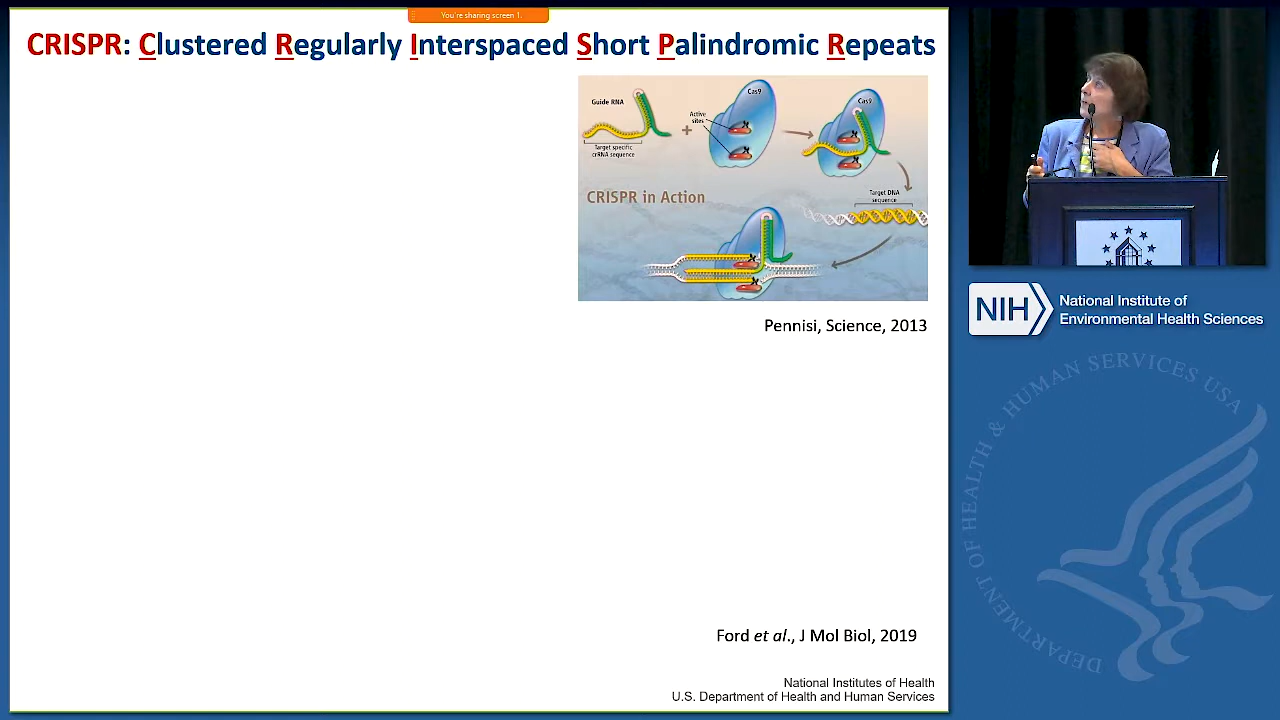 You're sharing screen 1.
CRISPR: Clustered Regularly Interspaced Short Palindromic Repeats
Guide RNA
Target specific
crRNA sequence
Active
sites
Cas9
Cas9
CRISPR in Action
Target DNA
sequence
Pennisi, Science, 2013
Ford et al., J Mol Biol, 2019
National Institutes of Health
U.S. Department of Health and Human Services
NIH
National Institute of
Environmental Health Sciences
DEPARTMENT OF HEALTH & HUMAN SERVICES USA